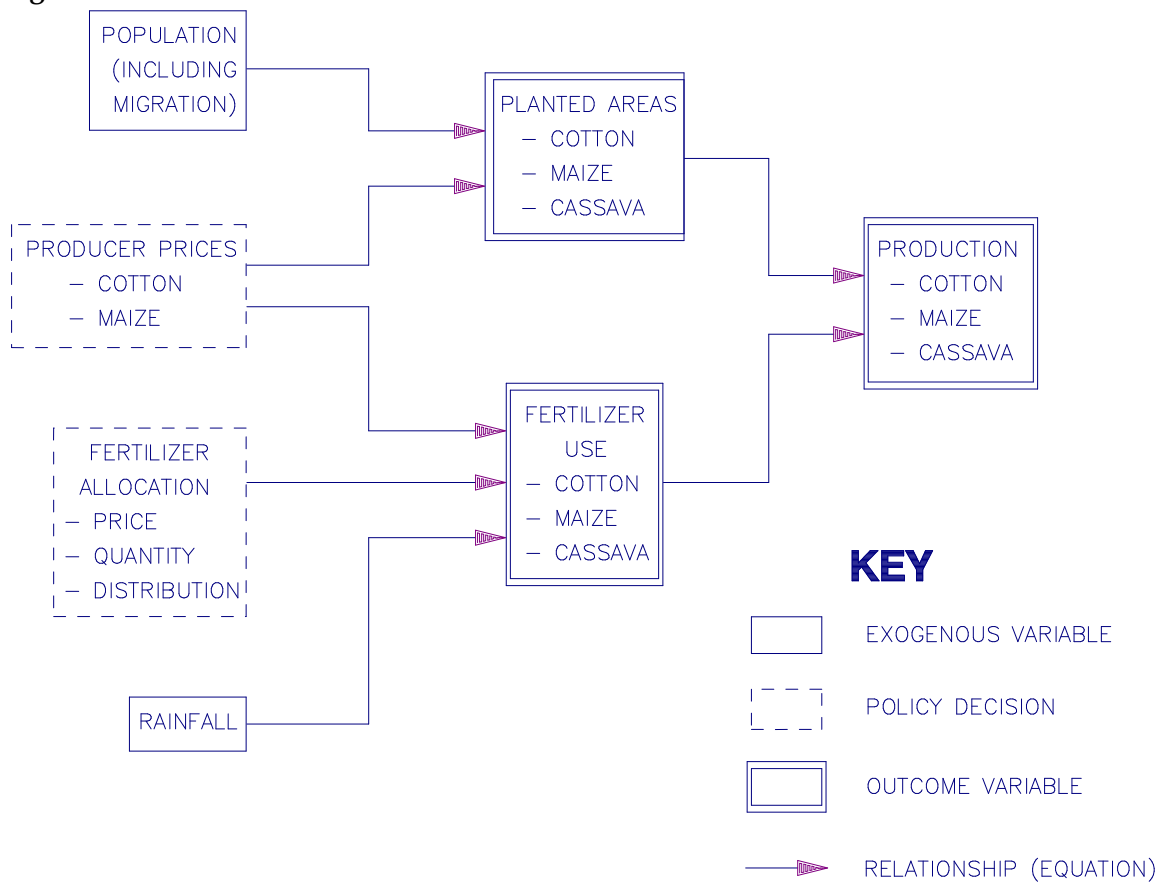 POPULATION
(INCLUDING
MIGRATION)
PLANTED AREAS
– COTTON
– MAIZE
– CASSAVA
PRODUCER PRICES
– COTTON
– MAIZE
PRODUCTION
– COTTON
– MAIZE
– CASSAVA
FERTILIZER
ALLOCATION
– PRICE
– QUANTITY
– DISTRIBUTION
FERTILIZER
USE
– COTTON
– MAIZE
– CASSAVA
RAINFALL
KEY
EXOGENOUS VARIABLE
POLICY DECISION
OUTCOME VARIABLE
RELATIONSHIP (EQUATION)